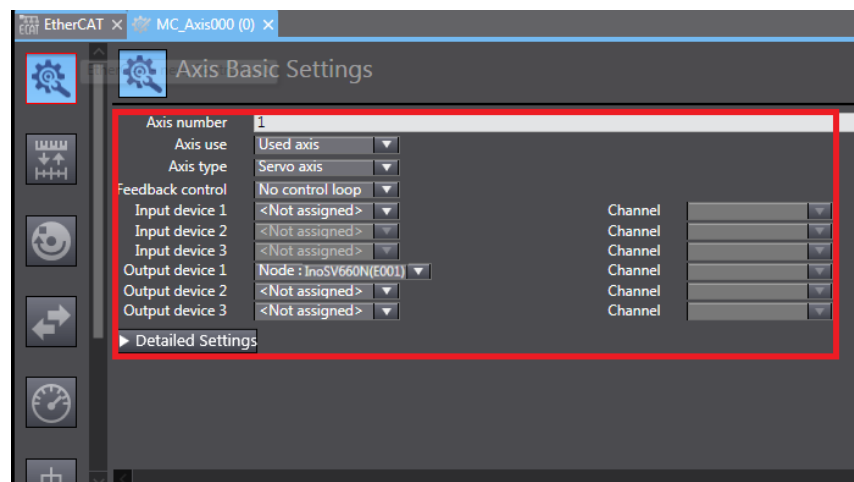 EtherCAT MC_Axis000 (0)
Axis Basic Settings
Axis number 1
Axis use Used axis
Axis type Servo axis
Feedback control No control loop
Input device 1 <Not assigned> Channel
Input device 2 <Not assigned> Channel
Input device 3 <Not assigned> Channel
Output device 1 Node : InoSV660N(E001) Channel
Output device 2 <Not assigned> Channel
Output device 3 <Not assigned> Channel
Detailed Settings